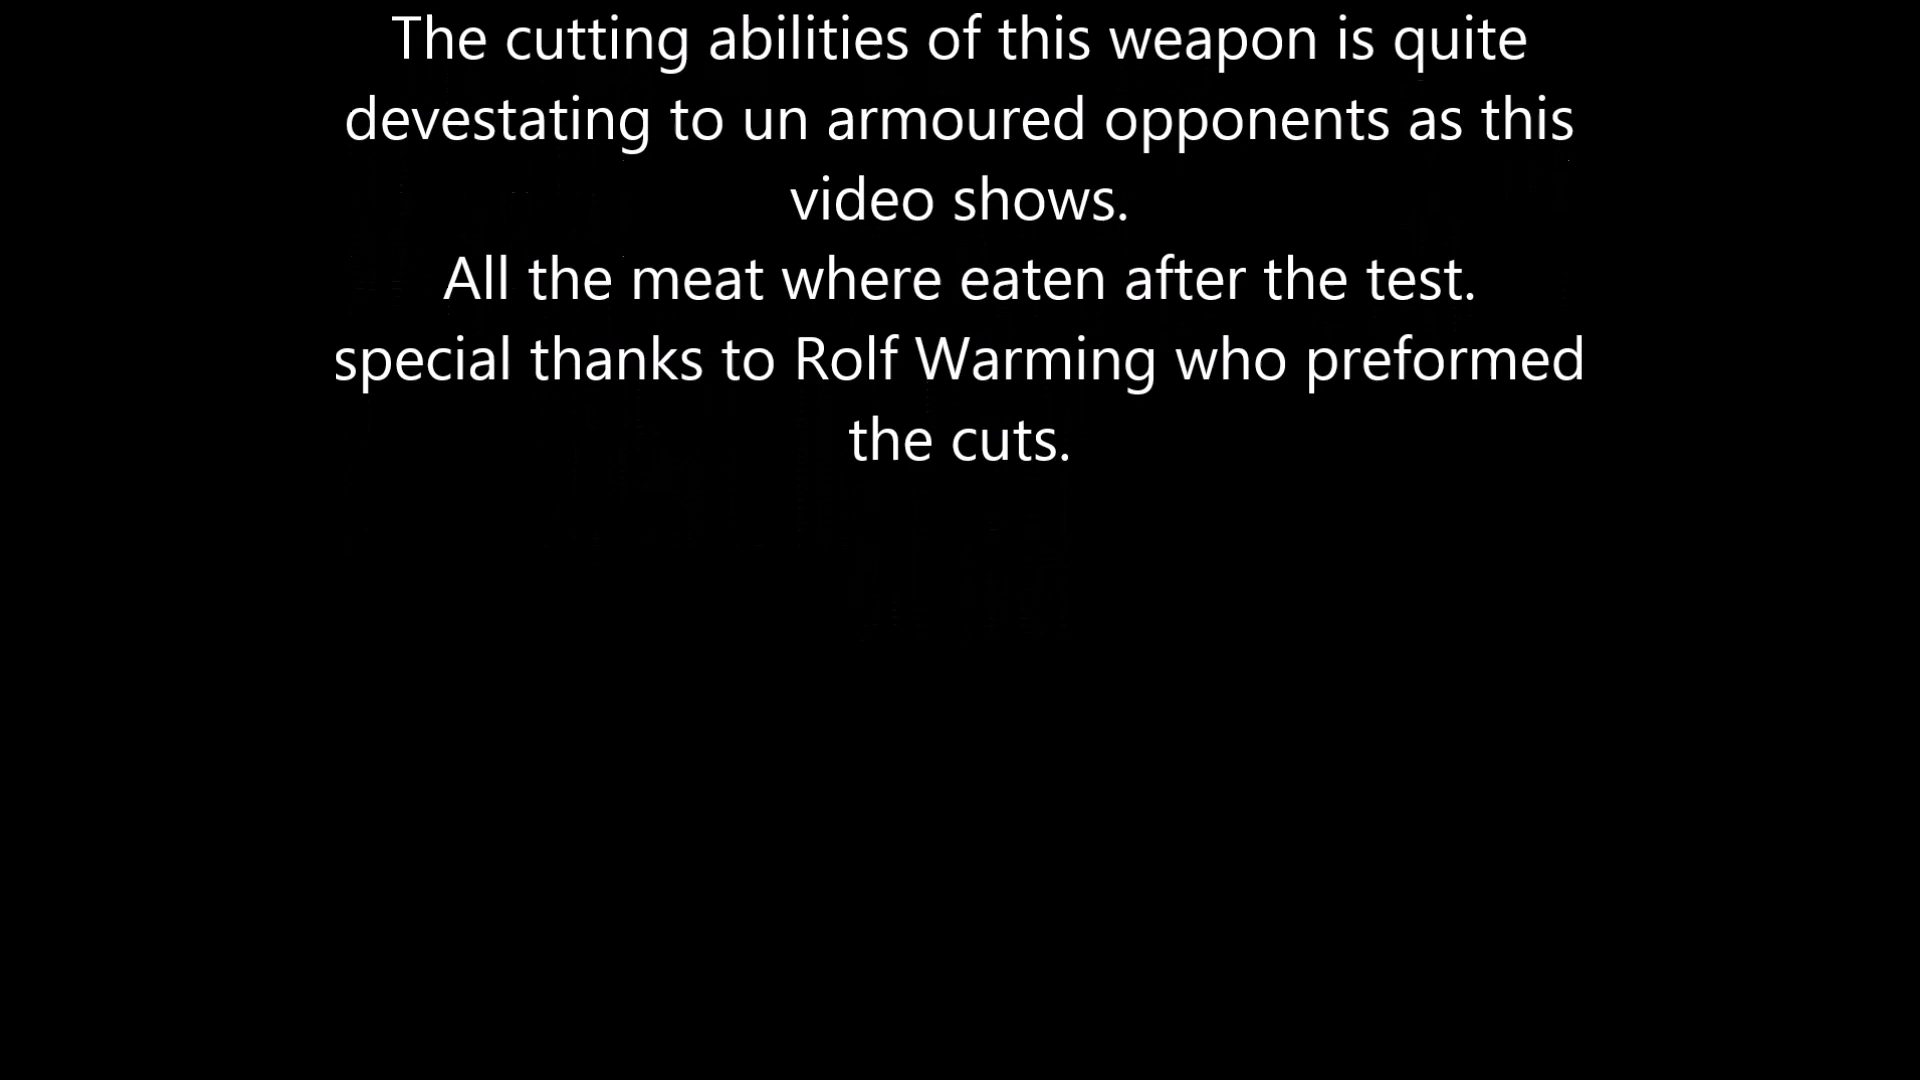 The cutting abilities of this weapon is quite
devestating to un armoured opponents as this
video shows.
All the meat where eaten after the test.
special thanks to Rolf Warming who preformed
the cuts.